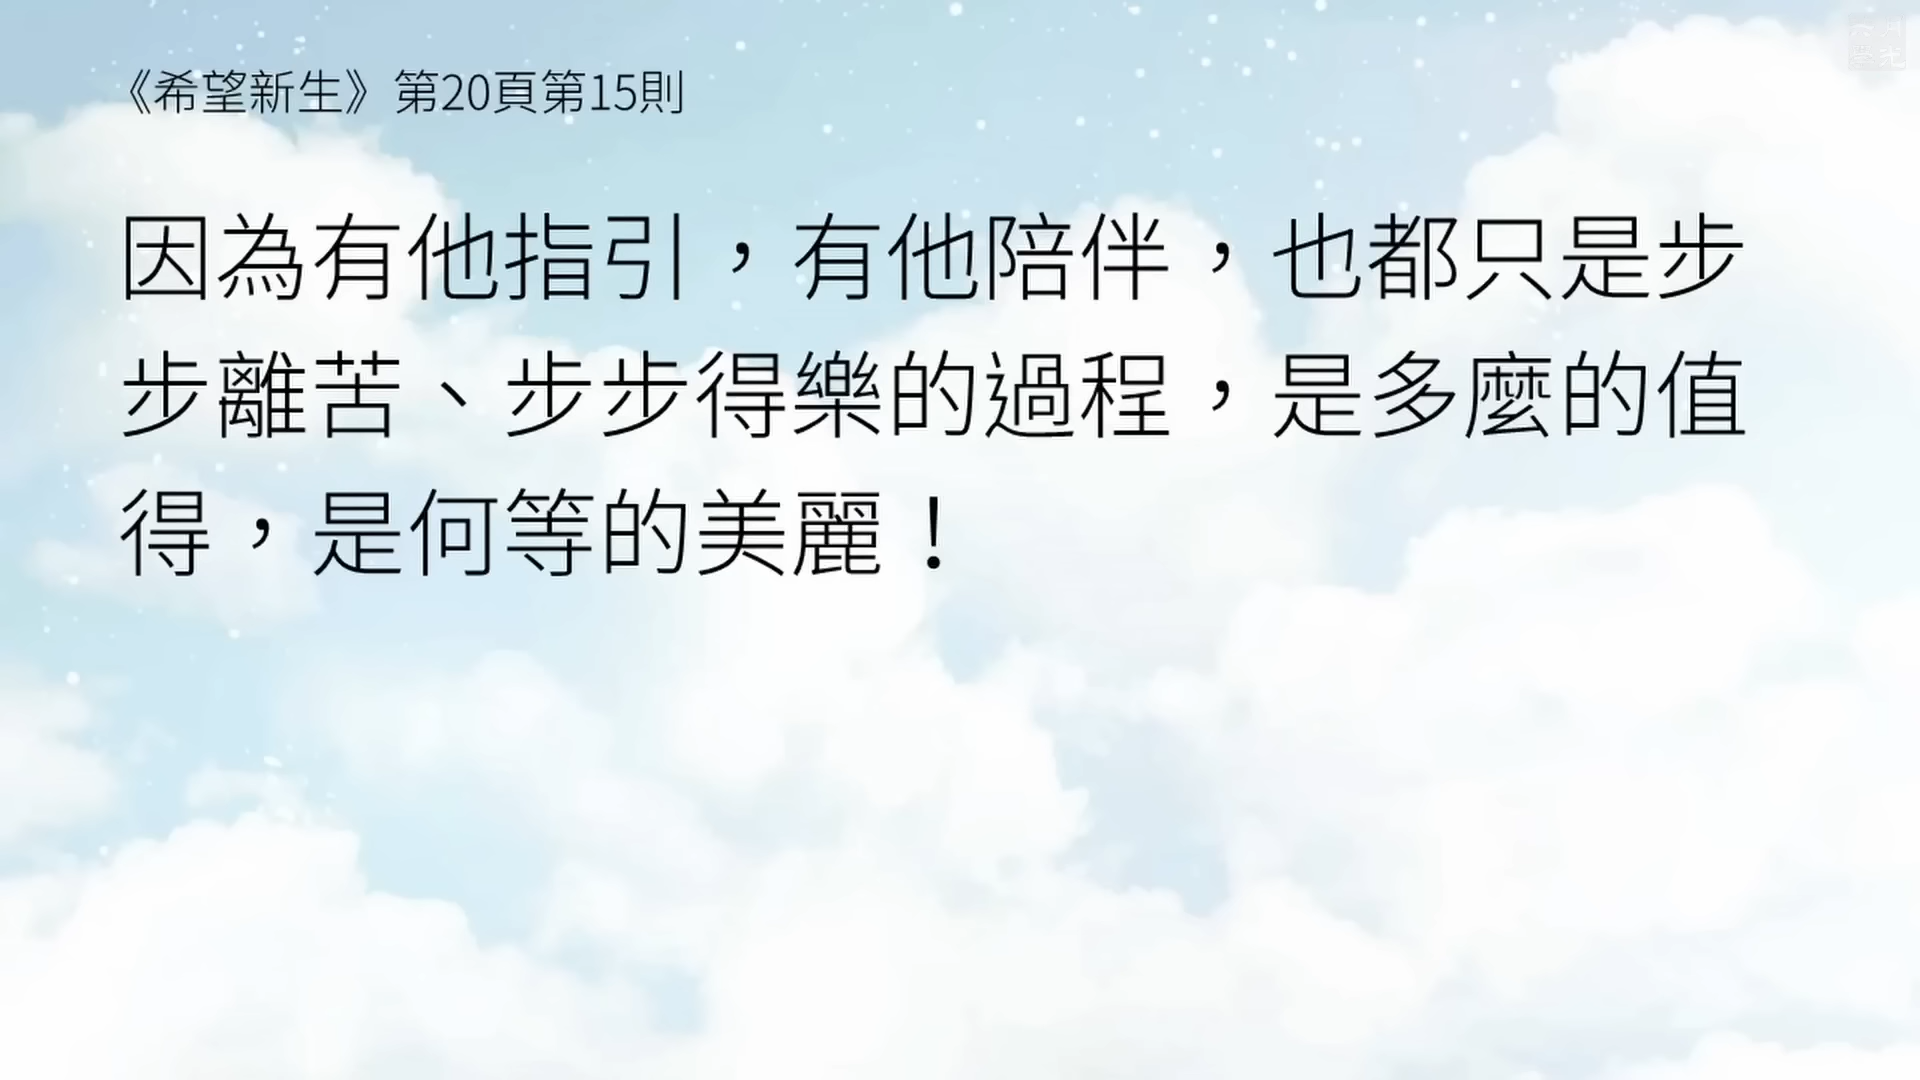 《希望新生》第20頁第15則
因為有他指引，有他陪伴，也都只是步
步離苦、步步得樂的過程，是多麼的值
得，是何等的美麗！